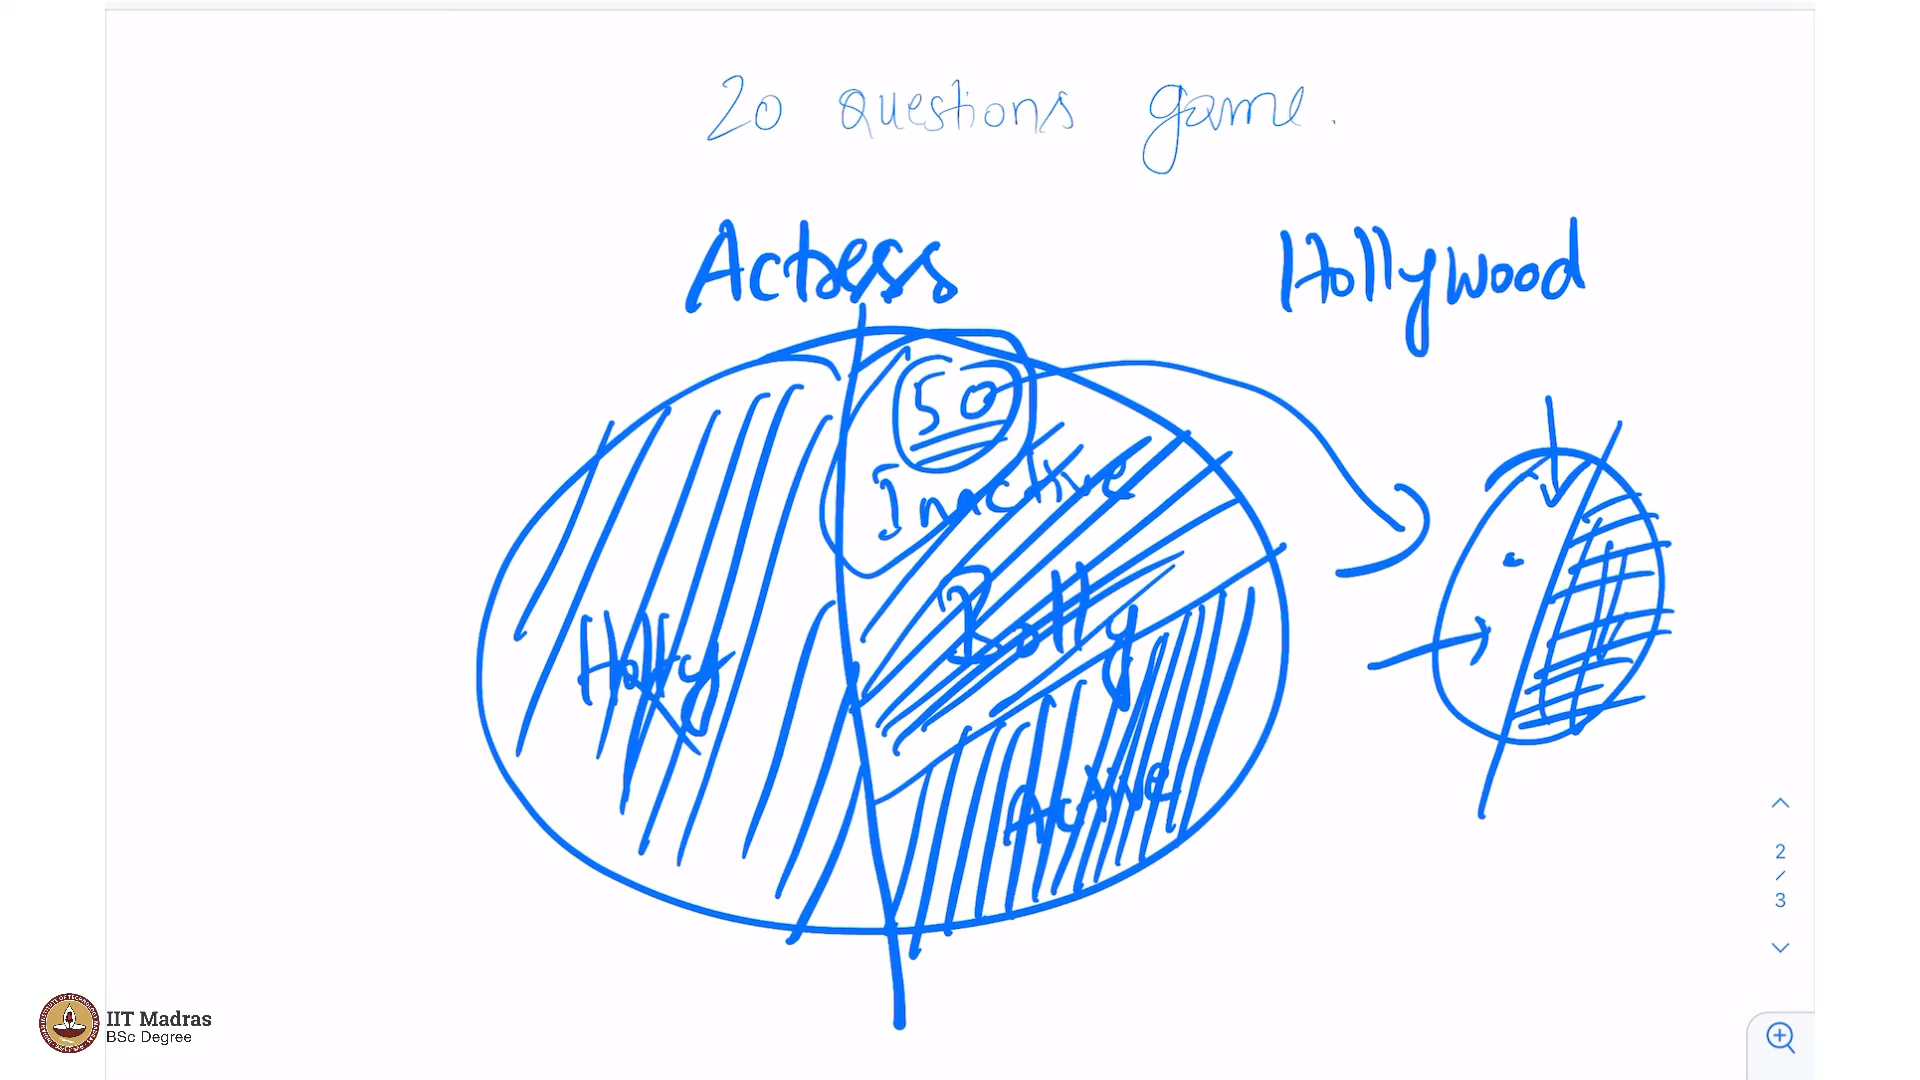 20 questions game.
Actress Hollywood
50
Inactive
Bolly
Holly
Active
2
/
3
IIT Madras
BSc Degree